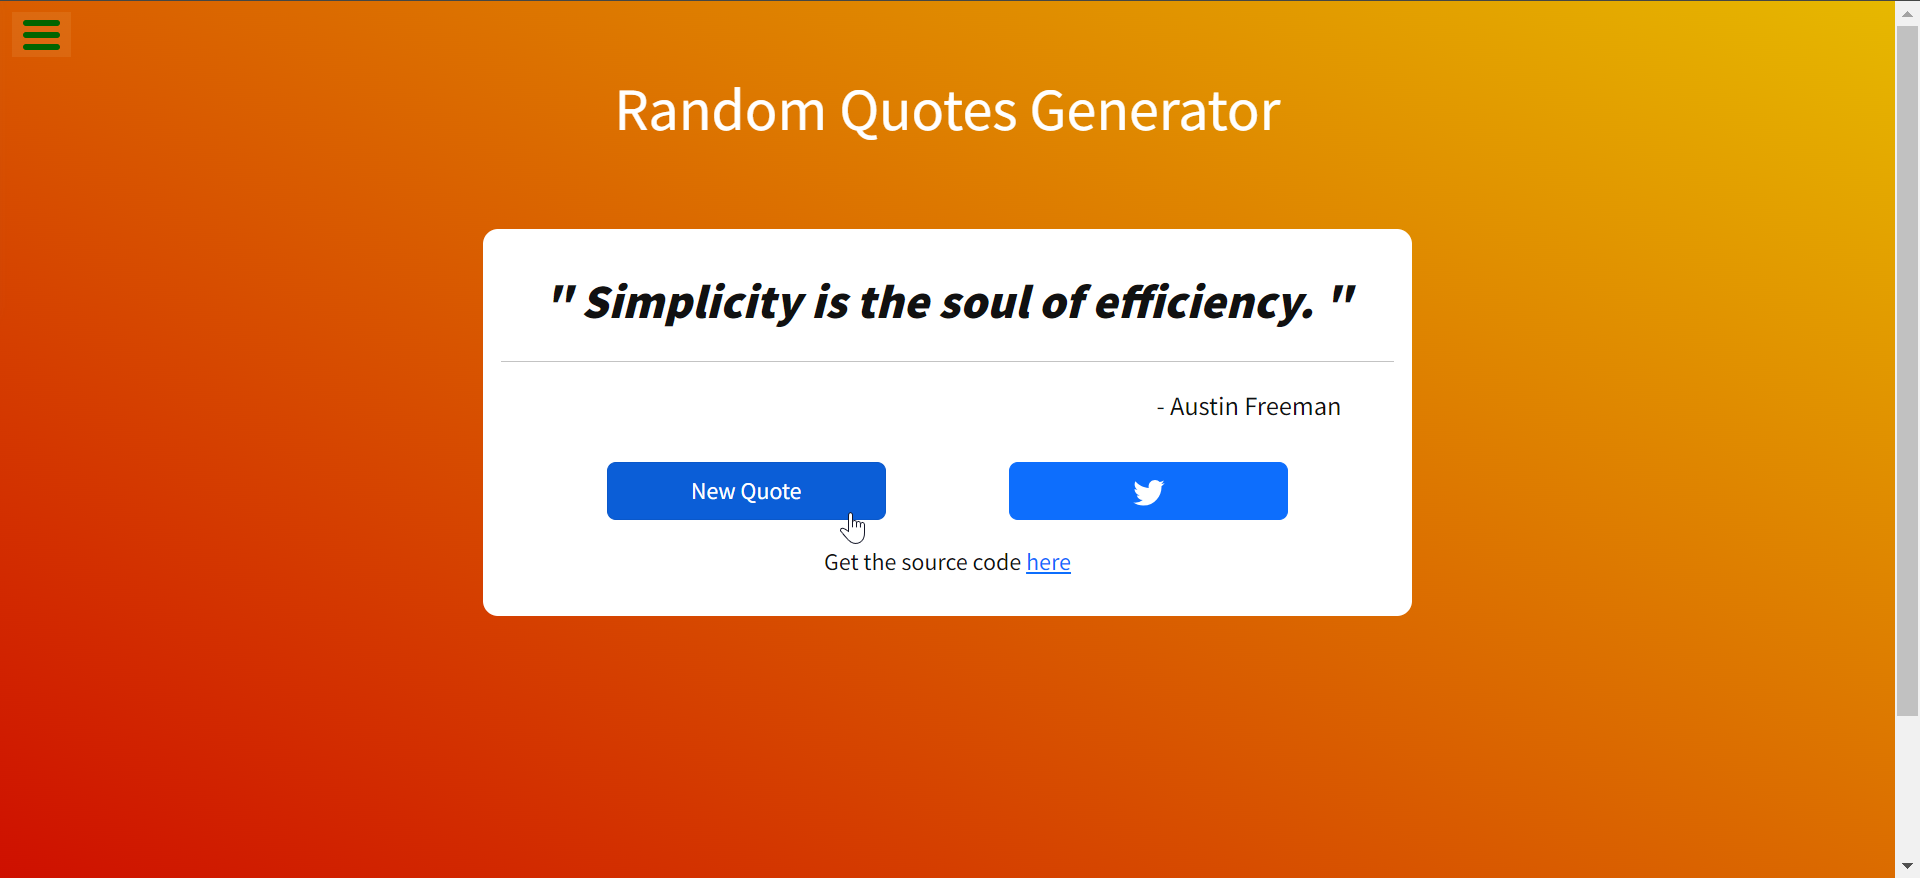 Random Quotes Generator
" Simplicity is the soul of efficiency. "
- Austin Freeman
New Quote
Get the source code here